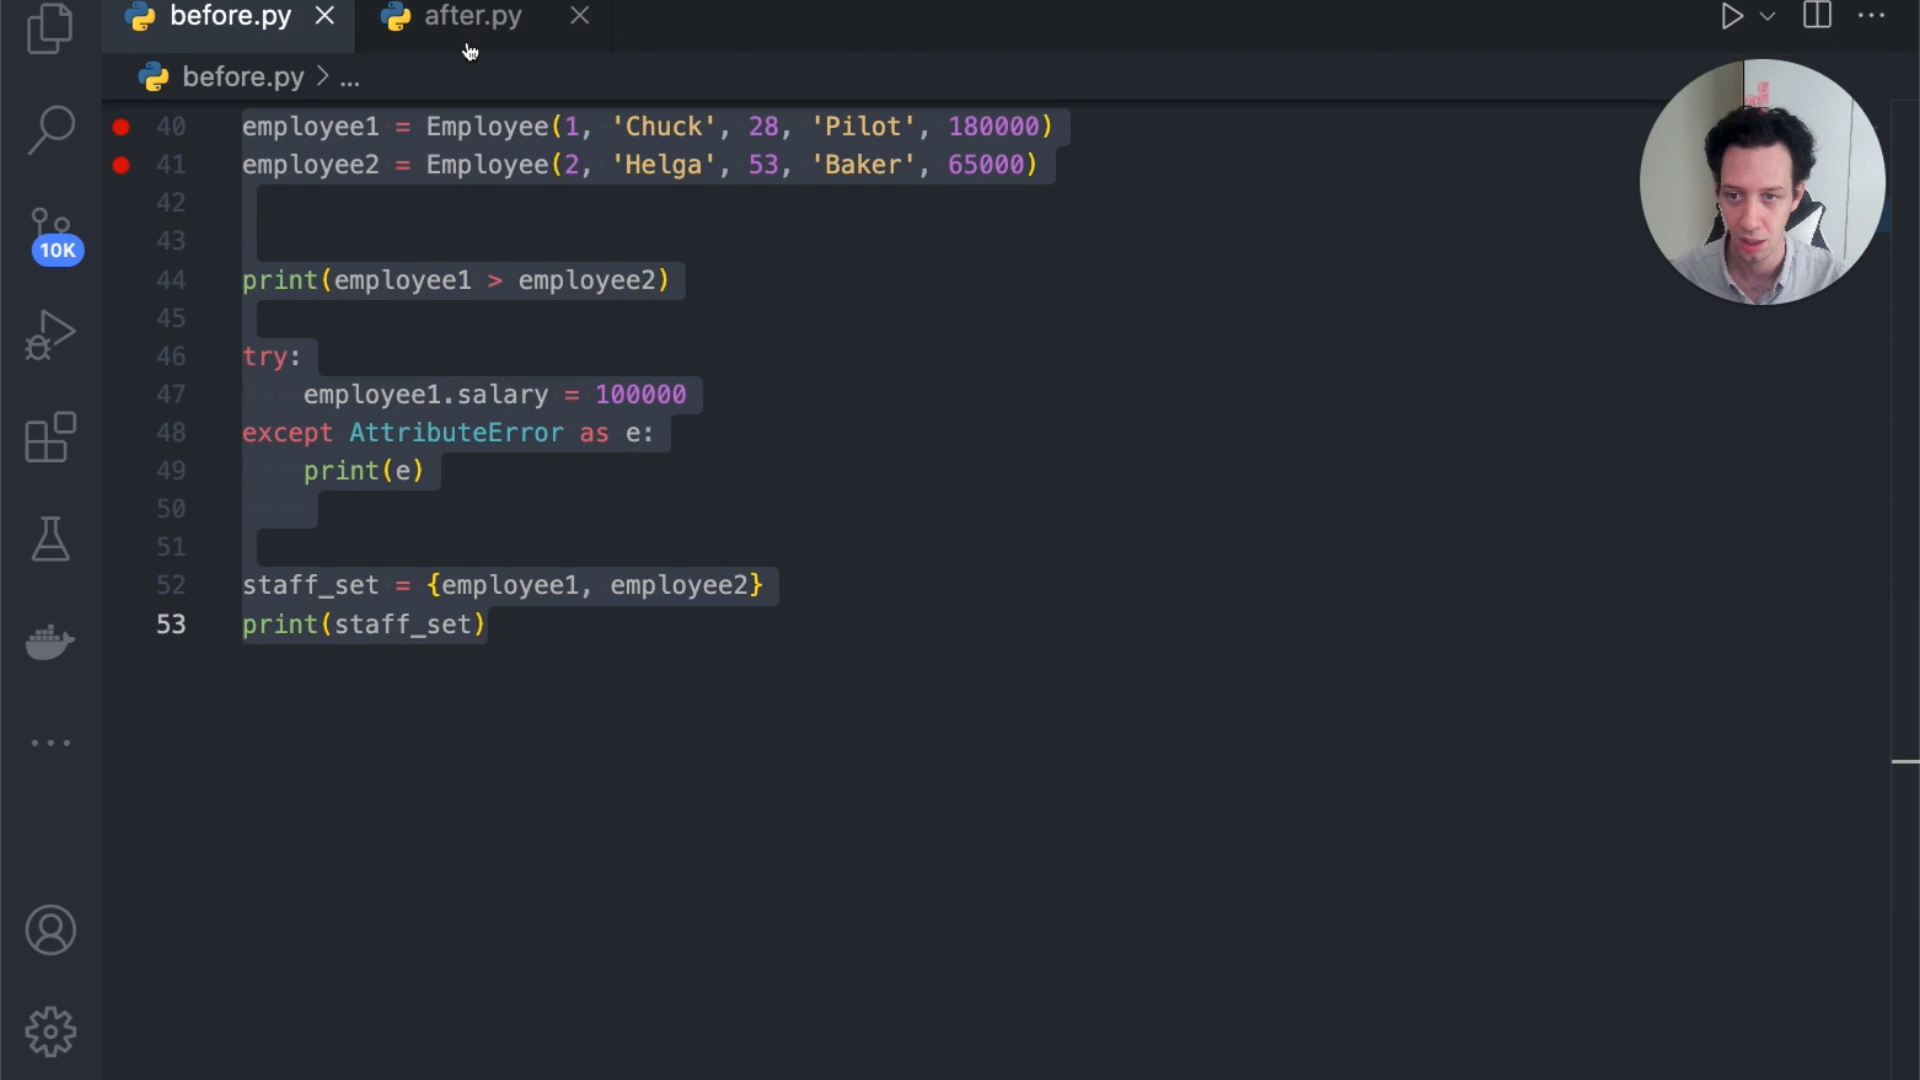 before.py
after.py
before.py > ...
40 employee1 = Employee(1, 'Chuck', 28, 'Pilot', 180000)
41 employee2 = Employee(2, 'Helga', 53, 'Baker', 65000)
42
43
44 print(employee1 > employee2)
45
46 try:
47     employee1.salary = 100000
48 except AttributeError as e:
49     print(e)
50
51
52 staff_set = {employee1, employee2}
53 print(staff_set)
10K